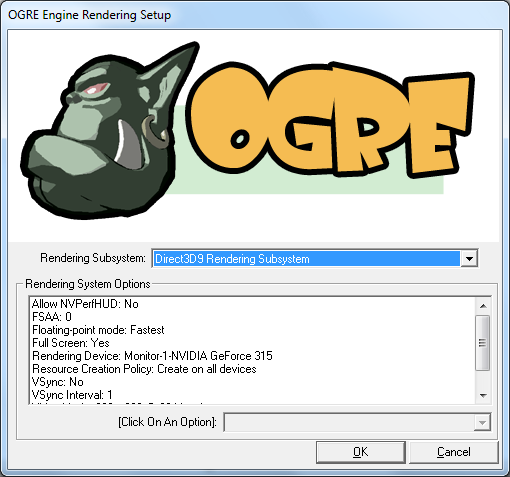 OGRE Engine Rendering Setup
OGRE
Rendering Subsystem: Direct3D9 Rendering Subsystem
Rendering System Options
Allow NVPerfHUD: No
FSAA: 0
Floating-point mode: Fastest
Full Screen: Yes
Rendering Device: Monitor-1-NVIDIA GeForce 315
Resource Creation Policy: Create on all devices
VSync: No
VSync Interval: 1
[Click On An Option]:
OK Cancel